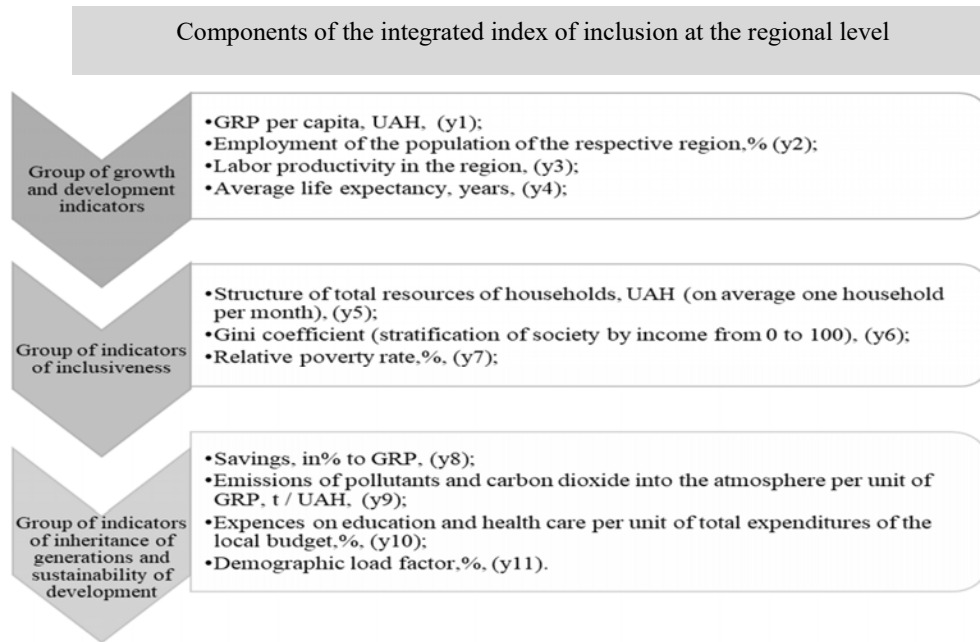 Components of the integrated index of inclusion at the regional level
Group of growth
and development
indicators
•GRP per capita, UAH, (y1);
•Employment of the population of the respective region,% (y2);
•Labor productivity in the region, (y3);
•Average life expectancy, years, (y4);
Group of indicators
of inclusiveness
•Structure of total resources of households, UAH (on average one household
per month), (y5);
•Gini coefficient (stratification of society by income from 0 to 100), (y6);
•Relative poverty rate,%, (y7);
Group of indicators
of inheritance of
generations and
sustainability of
development
•Savings, in% to GRP, (y8);
•Emissions of pollutants and carbon dioxide into the atmosphere per unit of
GRP, t / UAH, (y9);
•Expences on education and health care per unit of total expenditures of the
local budget,%, (y10);
•Demographic load factor,%, (y11).